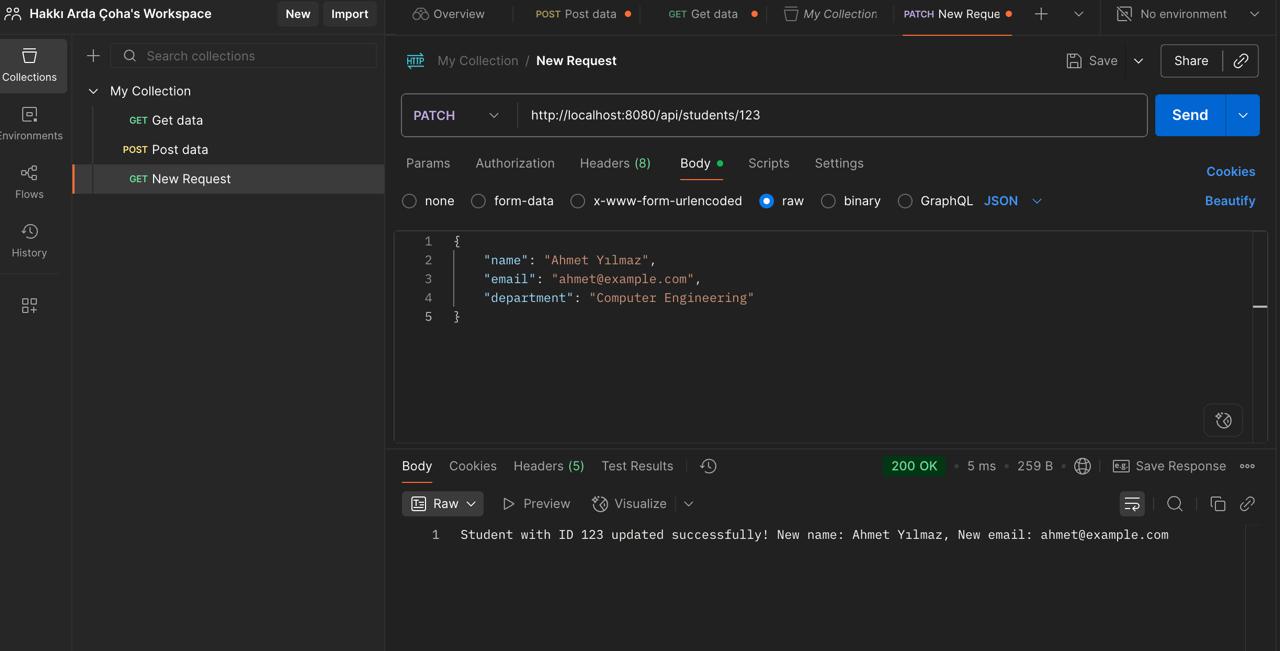 Hakkı Arda Çoha's Workspace
New
Import
Overview
POST Post data
GET Get data
My Collection
PATCH New Reque
No environment
Collections
Environments
Flows
History
Search collections
My Collection
GET Get data
POST Post data
GET New Request
HTTP
My Collection / New Request
Save
Share
PATCH
http://localhost:8080/api/students/123
Send
Params
Authorization
Headers (8)
Body
Scripts
Settings
Cookies
none
form-data
x-www-form-urlencoded
raw
binary
GraphQL
JSON
Beautify
1 {
2 "name": "Ahmet Yılmaz",
3 "email": "ahmet@example.com",
4 "department": "Computer Engineering"
5 }
Body
Cookies
Headers (5)
Test Results
200 OK
5 ms
259 B
e.g. Save Response
Raw
Preview
Visualize
1 Student with ID 123 updated successfully! New name: Ahmet Yılmaz, New email: ahmet@example.com